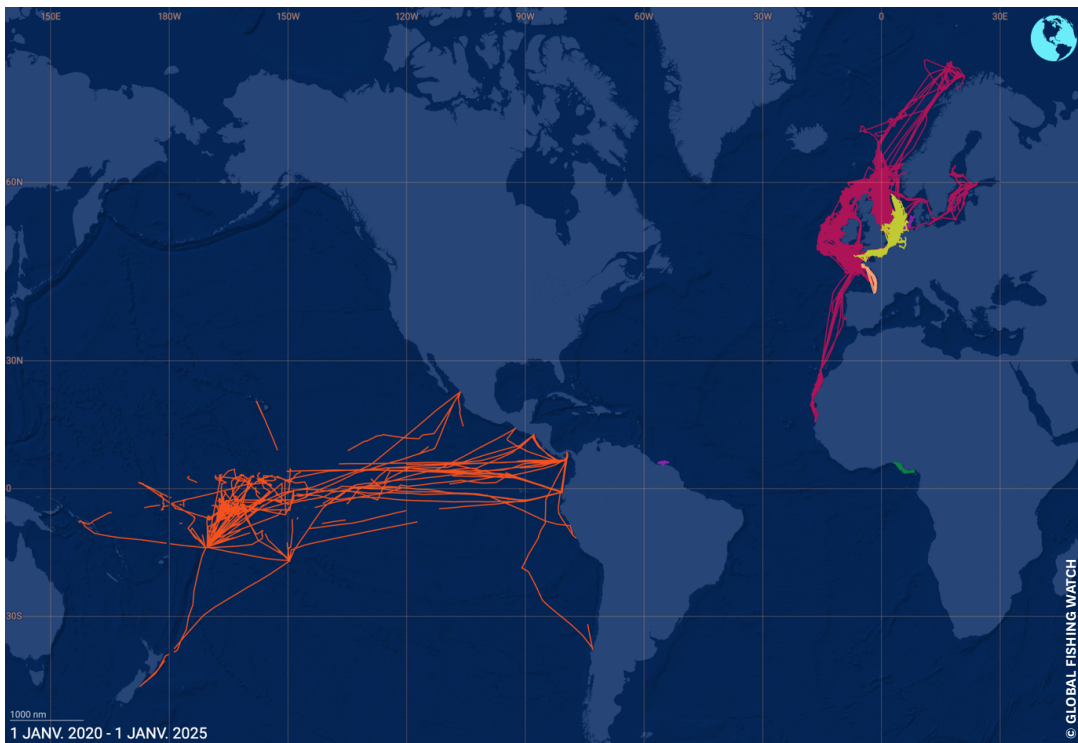 150E 180W 150W 120W 90W 60W 30W 0 30E
60N
30N
0
30S
1000 nm
1 JANV. 2020 - 1 JANV. 2025
© GLOBAL FISHING WATCH